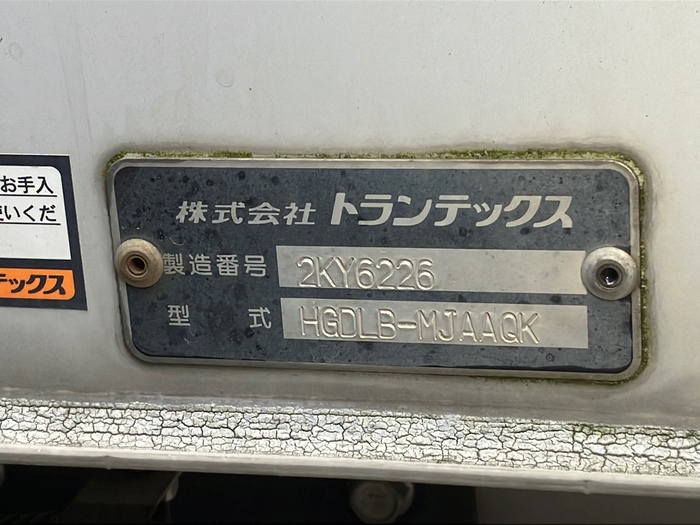 お手入
使いくだ
テックス
株式会社 トランテックス
製造番号 2KY6226
型 式 HGDLB-MJAAQK